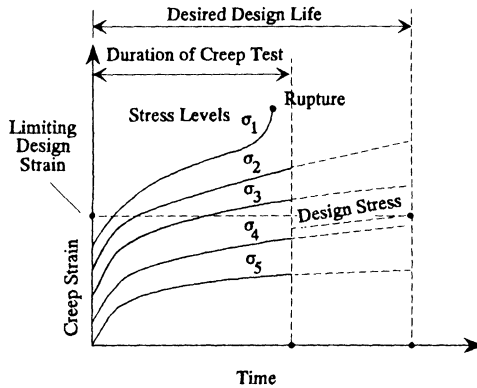 Desired Design Life
Duration of Creep Test
Rupture
Stress Levels
σ1
Limiting
Design
Strain
σ2
σ3
Design Stress
σ4
σ5
Creep Strain
Time